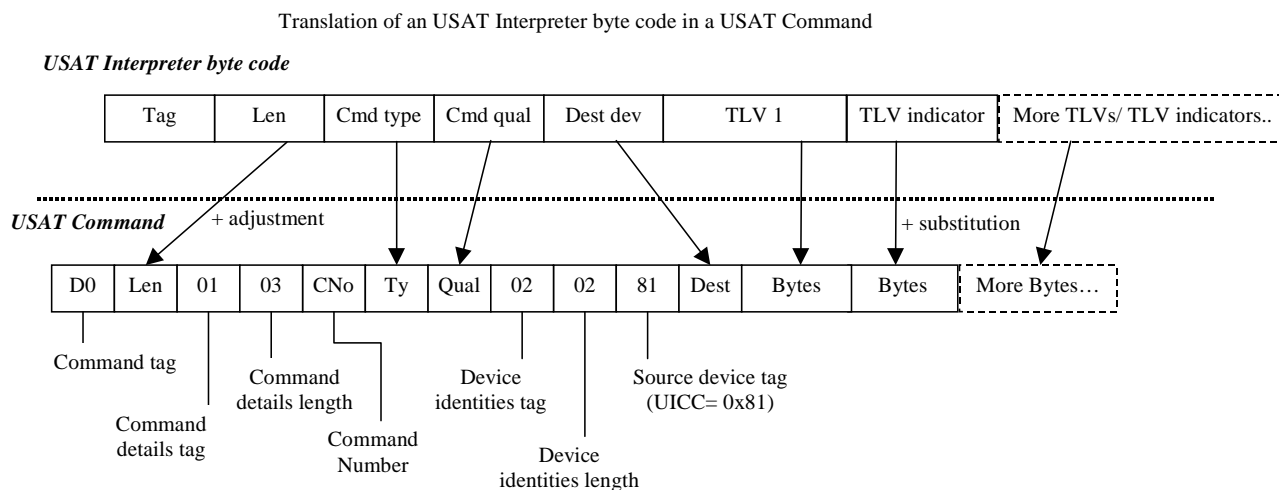 Translation of an USAT Interpreter byte code in a USAT Command
USAT Interpreter byte code
Tag Len Cmd type Cmd qual Dest dev TLV 1 TLV indicator More TLVs/ TLV indicators..
USAT Command
+ adjustment
+ substitution
D0 Len 01 03 CNo Ty Qual 02 02 81 Dest Bytes Bytes More Bytes…
Command tag
Command
details tag
Command
details length
Command
Number
Device
identities tag
Device
identities length
Source device tag
(UICC= 0x81)